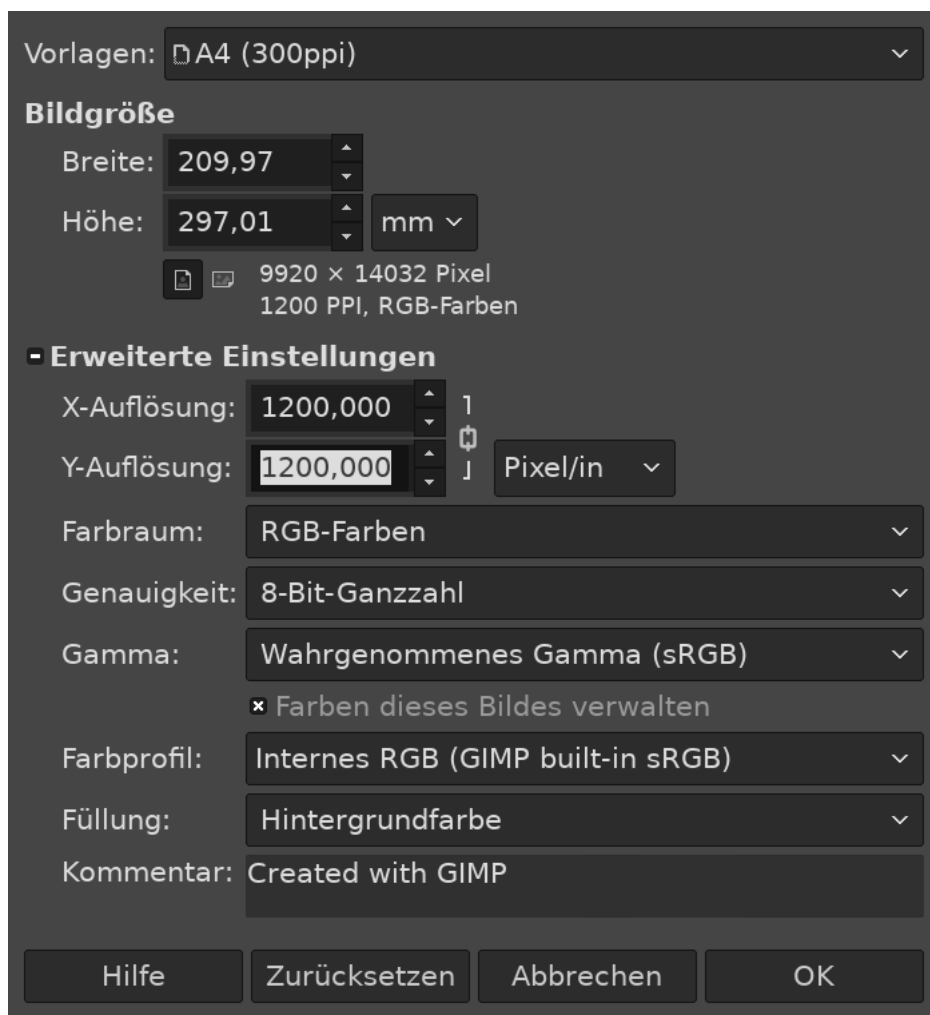 Vorlagen: A4 (300ppi)
Bildgröße
Breite: 209,97
Höhe: 297,01 mm
9920 × 14032 Pixel
1200 PPI, RGB-Farben
Erweiterte Einstellungen
X-Auflösung: 1200,000
Y-Auflösung: 1200,000 Pixel/in
Farbraum: RGB-Farben
Genauigkeit: 8-Bit-Ganzzahl
Gamma: Wahrgenommenes Gamma (sRGB)
Farben dieses Bildes verwalten
Farbprofil: Internes RGB (GIMP built-in sRGB)
Füllung: Hintergrundfarbe
Kommentar: Created with GIMP
Hilfe Zurücksetzen Abbrechen OK